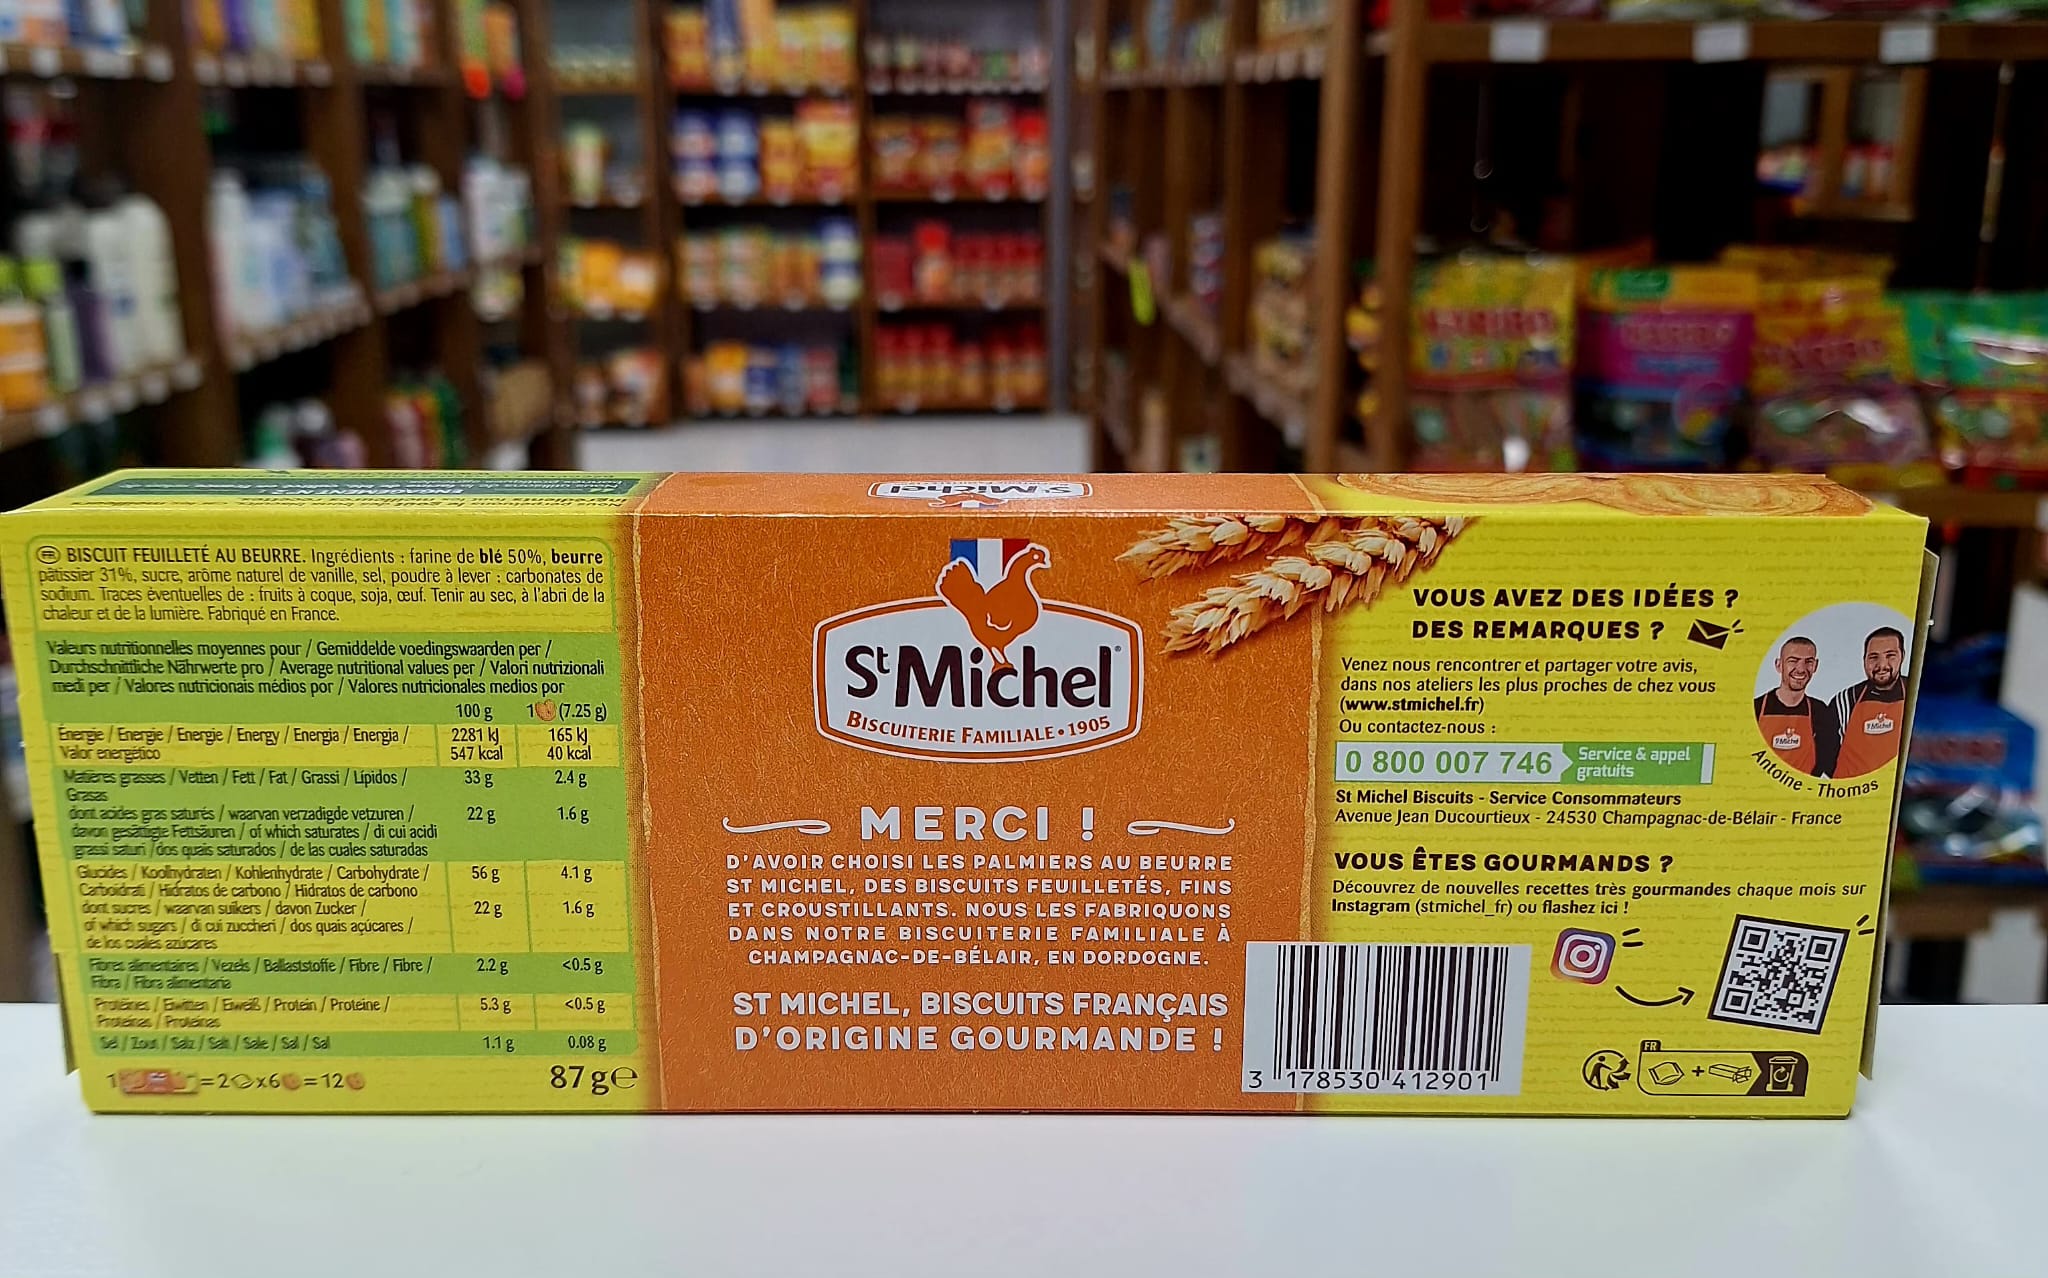 St Michel
ENGAGEMENT N°2 :
FR BISCUIT FEUILLETÉ AU BEURRE. Ingrédients : farine de blé 50%, beurre
pâtissier 31%, sucre, arôme naturel de vanille, sel, poudre à lever : carbonates de
sodium. Traces éventuelles de : fruits à coque, soja, œuf. Tenir au sec, à l'abri de la
chaleur et de la lumière. Fabriqué en France.
Valeurs nutritionnelles moyennes pour / Gemiddelde voedingswaarden per /
Durchschnittliche Nährwerte pro / Average nutritional values per / Valori nutrizionali
medi per / Valores nutricionais médios por / Valores nutricionales medios por
100 g 1 (7.25 g)
Énergie / Energie / Energie / Energy / Energia / Energia / 2281 kJ 165 kJ
Valor energético 547 kcal 40 kcal
Matières grasses / Vetten / Fett / Fat / Grassi / Lípidos / 33 g 2.4 g
Grasas
dont acides gras saturés / waarvan verzadigde vetzuren / 22 g 1.6 g
davon gesättigte Fettsäuren / of which saturates / di cui acidi
grassi saturi / dos quais saturados / de las cuales saturadas
Glucides / Koolhydraten / Kohlenhydrate / Carbohydrate / 56 g 4.1 g
Carboidrati / Hidratos de carbono / Hidratos de carbono
dont sucres / waarvan suikers / davon Zucker / 22 g 1.6 g
of which sugars / di cui zuccheri / dos quais açúcares /
de los cuales azúcares
Fibres alimentaires / Vezels / Ballaststoffe / Fibre / Fibre / 2.2 g <0.5 g
Fibra / Fibra alimentaria
Protéines / Eiwitten / Eiweiß / Protein / Proteine / 5.3 g <0.5 g
Proteínas / Proteínas
Sel / Zout / Salz / Salt / Sale / Sal / Sal 1.1 g 0.08 g
1 = 2 x6 = 12
87 g e
St Michel
BISCUITERIE FAMILIALE • 1905
MERCI !
D'AVOIR CHOISI LES PALMIERS AU BEURRE
ST MICHEL, DES BISCUITS FEUILLETÉS, FINS
ET CROUSTILLANTS. NOUS LES FABRIQUONS
DANS NOTRE BISCUITERIE FAMILIALE À
CHAMPAGNAC-DE-BÉLAIR, EN DORDOGNE.
ST MICHEL, BISCUITS FRANÇAIS
D'ORIGINE GOURMANDE !
3 178530 412901
VOUS AVEZ DES IDÉES ?
DES REMARQUES ?
Venez nous rencontrer et partager votre avis,
dans nos ateliers les plus proches de chez vous
(www.stmichel.fr)
Ou contactez-nous :
0 800 007 746 Service & appel
gratuits
St Michel
St Michel
Antoine - Thomas
St Michel Biscuits - Service Consommateurs
Avenue Jean Ducourtieux - 24530 Champagnac-de-Bélair - France
VOUS ÊTES GOURMANDS ?
Découvrez de nouvelles recettes très gourmandes chaque mois sur
Instagram (stmichel_fr) ou flashez ici !
FR
+
HARIBO